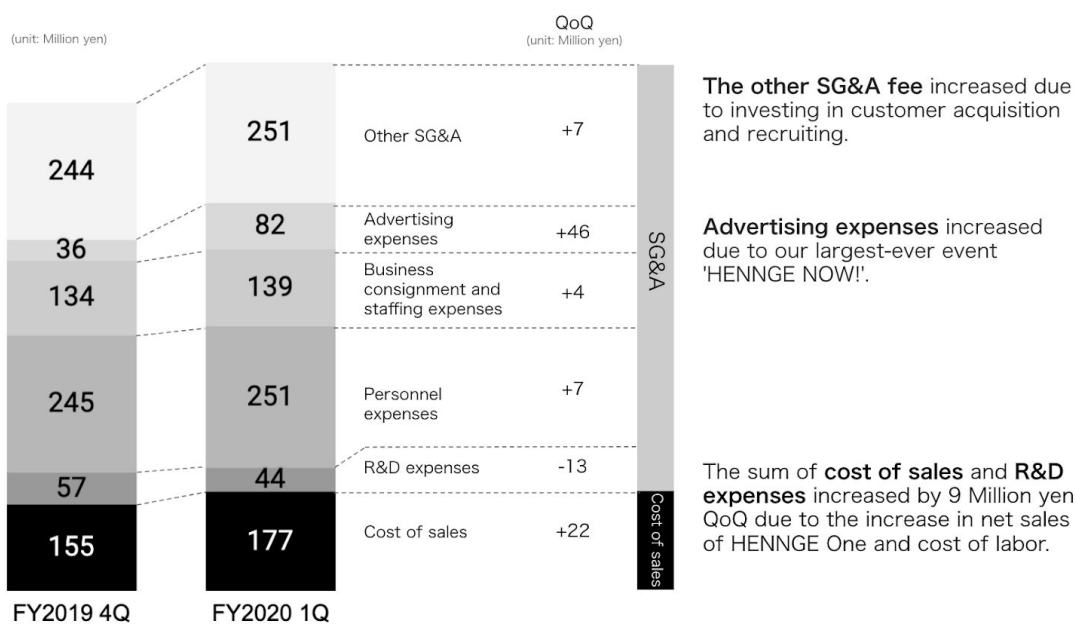 (unit: Million yen)
QoQ
(unit: Million yen)
244
36
134
245
57
155
FY2019 4Q
251
82
139
251
44
177
FY2020 1Q
Other SG&A
+7
Advertising
expenses
+46
Business
consignment and
staffing expenses
+4
Personnel
expenses
+7
R&D expenses
-13
Cost of sales
+22
SG&A
Cost of sales
The other SG&A fee increased due
to investing in customer acquisition
and recruiting.
Advertising expenses increased
due to our largest-ever event
'HENNGE NOW!'.
The sum of cost of sales and R&D
expenses increased by 9 Million yen
QoQ due to the increase in net sales
of HENNGE One and cost of labor.